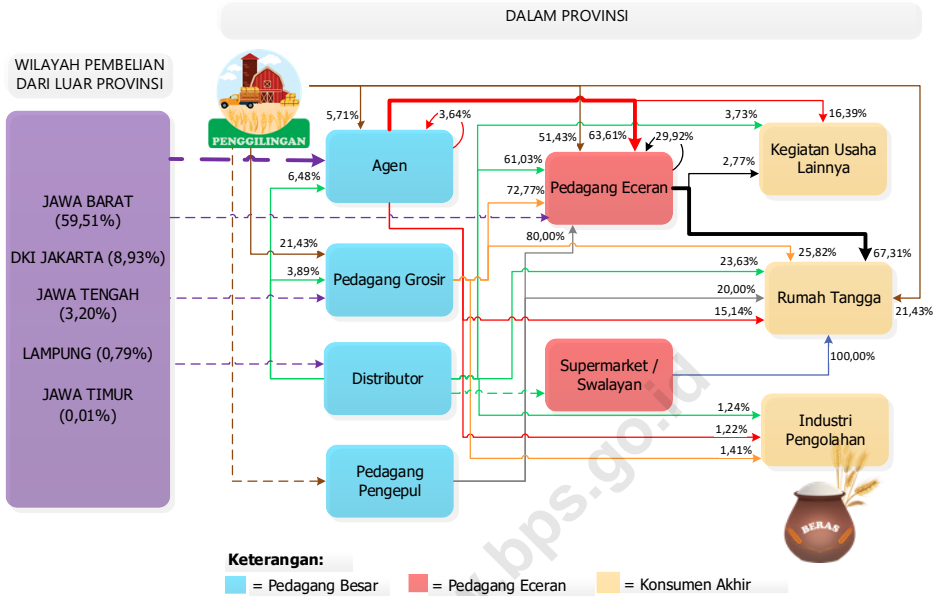 DALAM PROVINSI
WILAYAH PEMBELIAN
DARI LUAR PROVINSI
PENGGILINGAN
JAWA BARAT
(59,51%)
DKI JAKARTA (8,93%)
JAWA TENGAH
(3,20%)
LAMPUNG (0,79%)
JAWA TIMUR
(0,01%)
5,71%
3,64%
51,43%
63,61%
29,92%
3,73%
16,39%
Agen
6,48%
61,03%
72,77%
Pedagang Eceran
2,77%
Kegiatan Usaha
Lainnya
80,00%
21,43%
3,89%
Pedagang Grosir
25,82%
67,31%
23,63%
20,00%
15,14%
Rumah Tangga
21,43%
Distributor
Supermarket /
Swalayan
100,00%
1,24%
1,22%
1,41%
Industri
Pengolahan
Pedagang
Pengepul
BERAS
.bps.go.id
Keterangan:
= Pedagang Besar
= Pedagang Eceran
= Konsumen Akhir